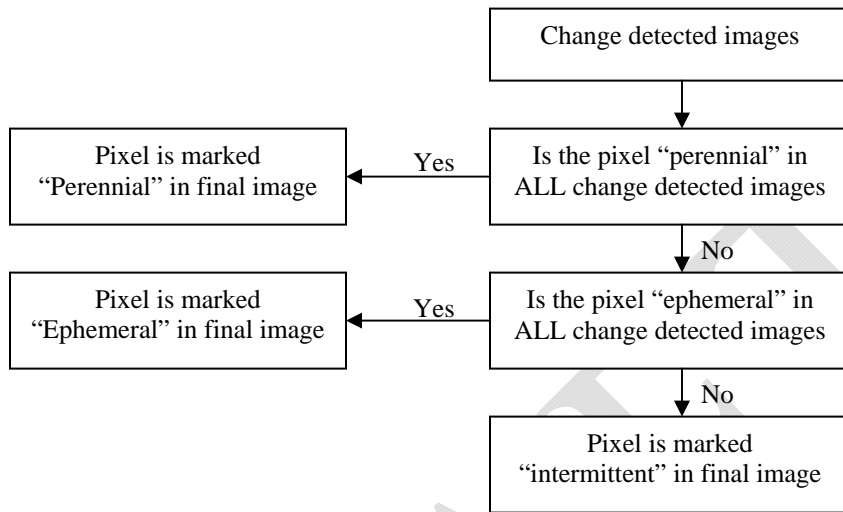 Change detected images
Pixel is marked
“Perennial” in final image
Yes
Is the pixel “perennial” in
ALL change detected images
No
Pixel is marked
“Ephemeral” in final image
Yes
Is the pixel “ephemeral” in
ALL change detected images
No
Pixel is marked
“intermittent” in final image